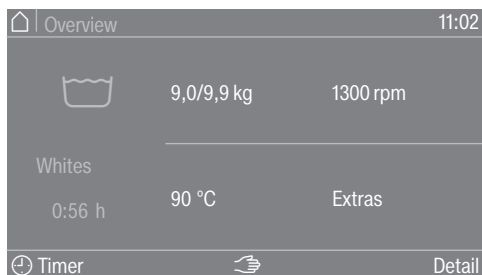 Overview 11:02
9,0/9,9 kg 1300 rpm
Whites
0:56 h
90 °C Extras
Timer Detail